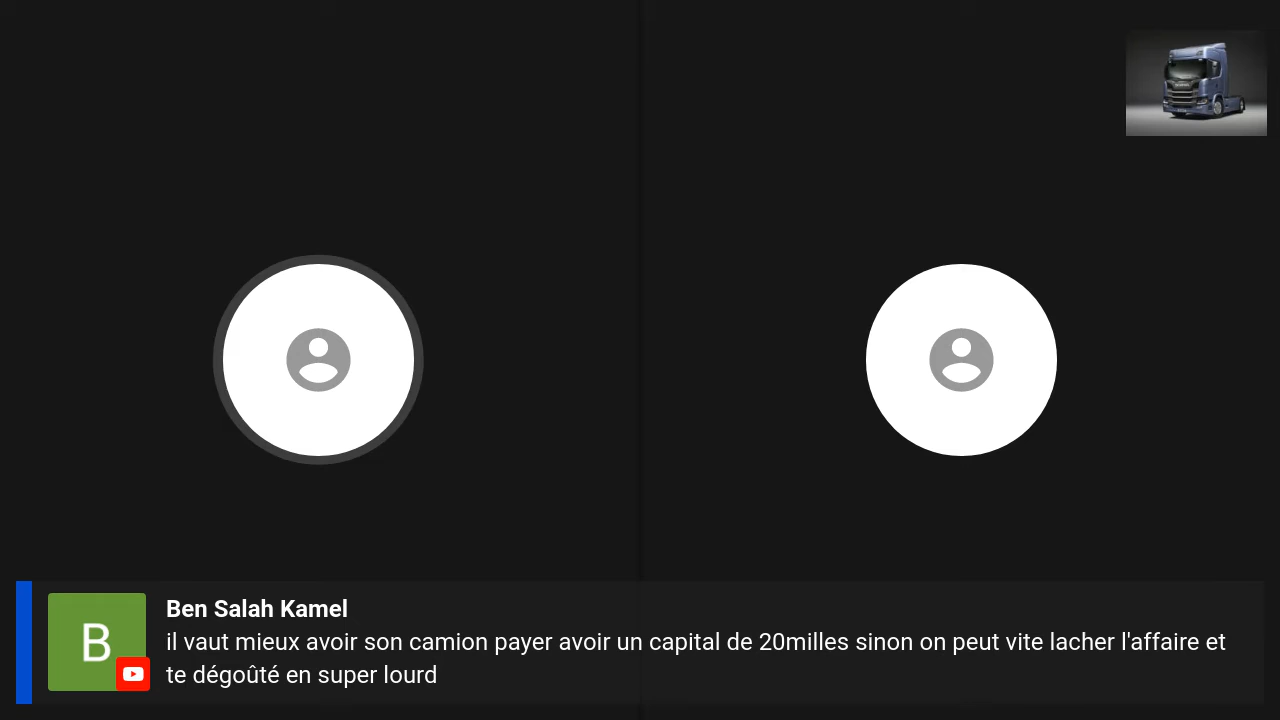 Ben Salah Kamel
il vaut mieux avoir son camion payer avoir un capital de 20milles sinon on peut vite lacher l'affaire et
te dégoûté en super lourd
B